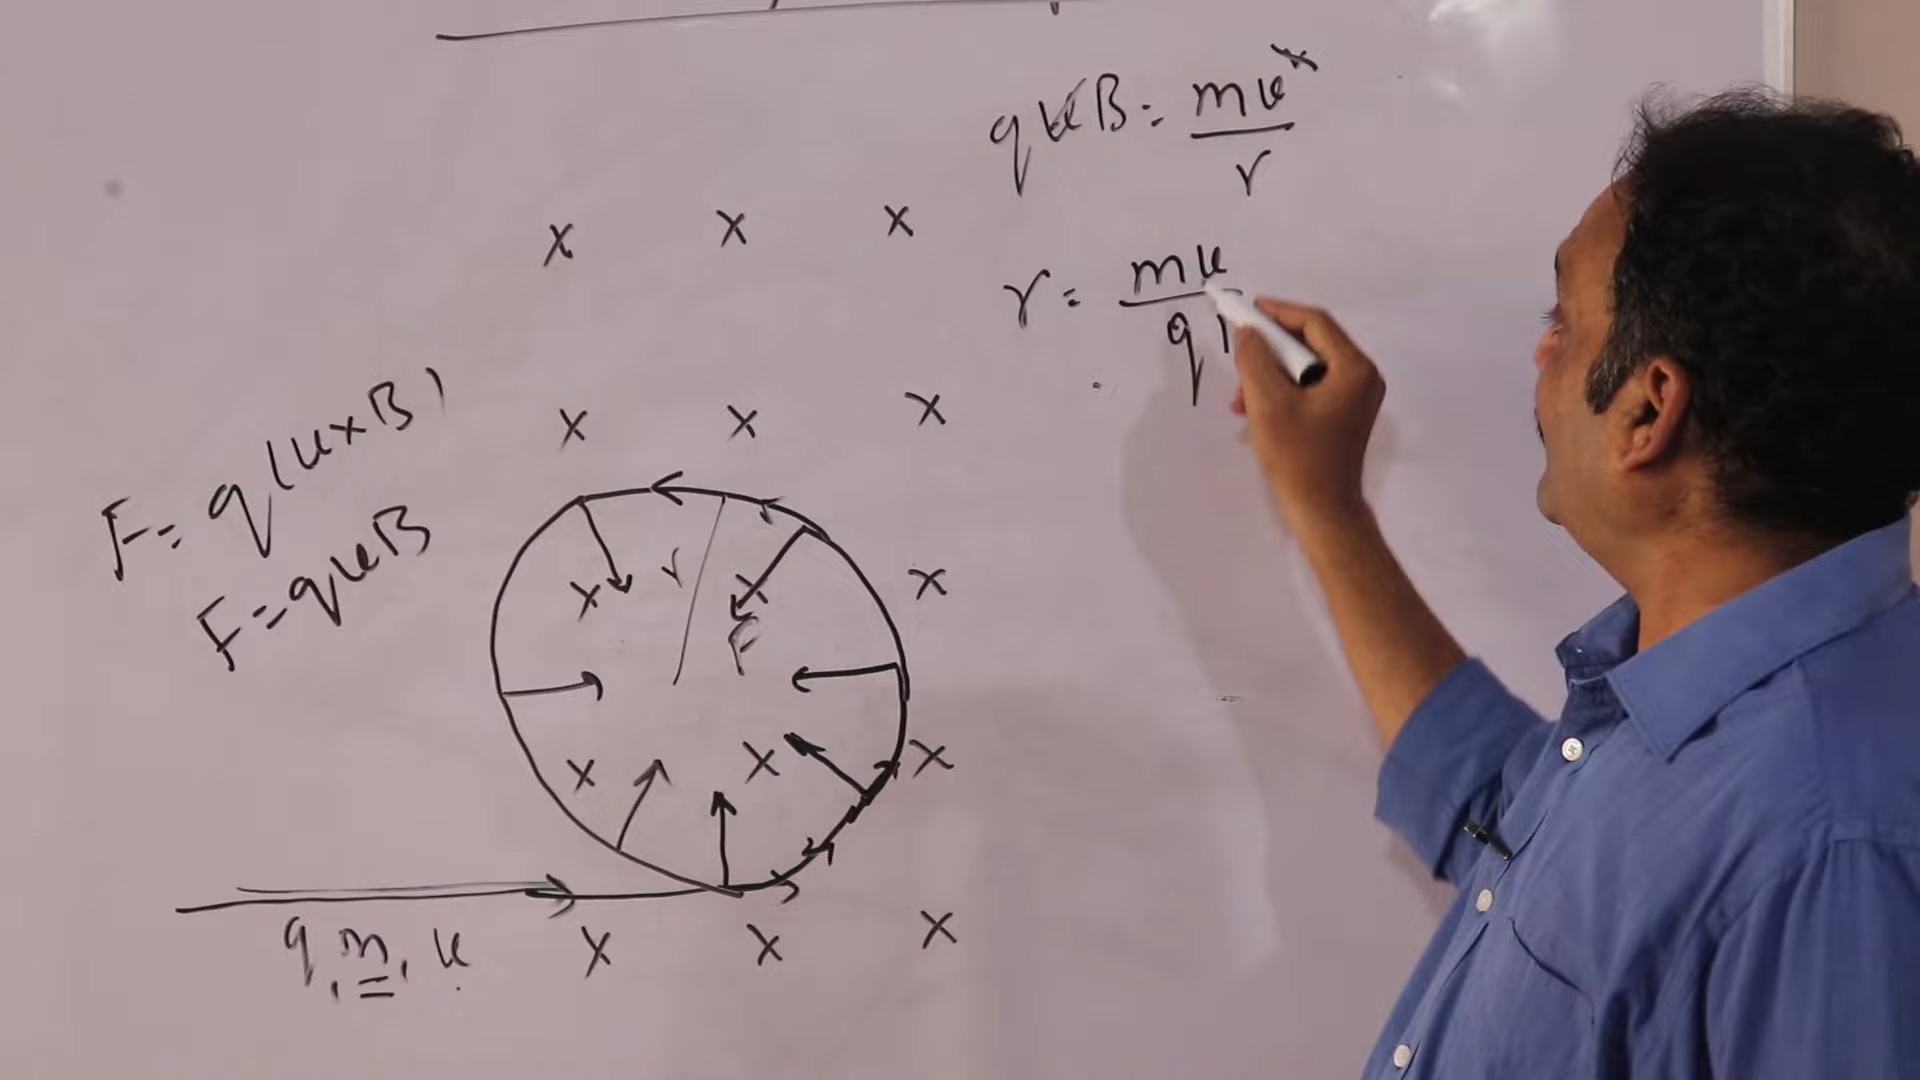 quB = mu²/r
r = mu/q
F = q(u×B)
F = quB
x x x
x x x
x x x
x x x
x x x
r
F
q, m, u